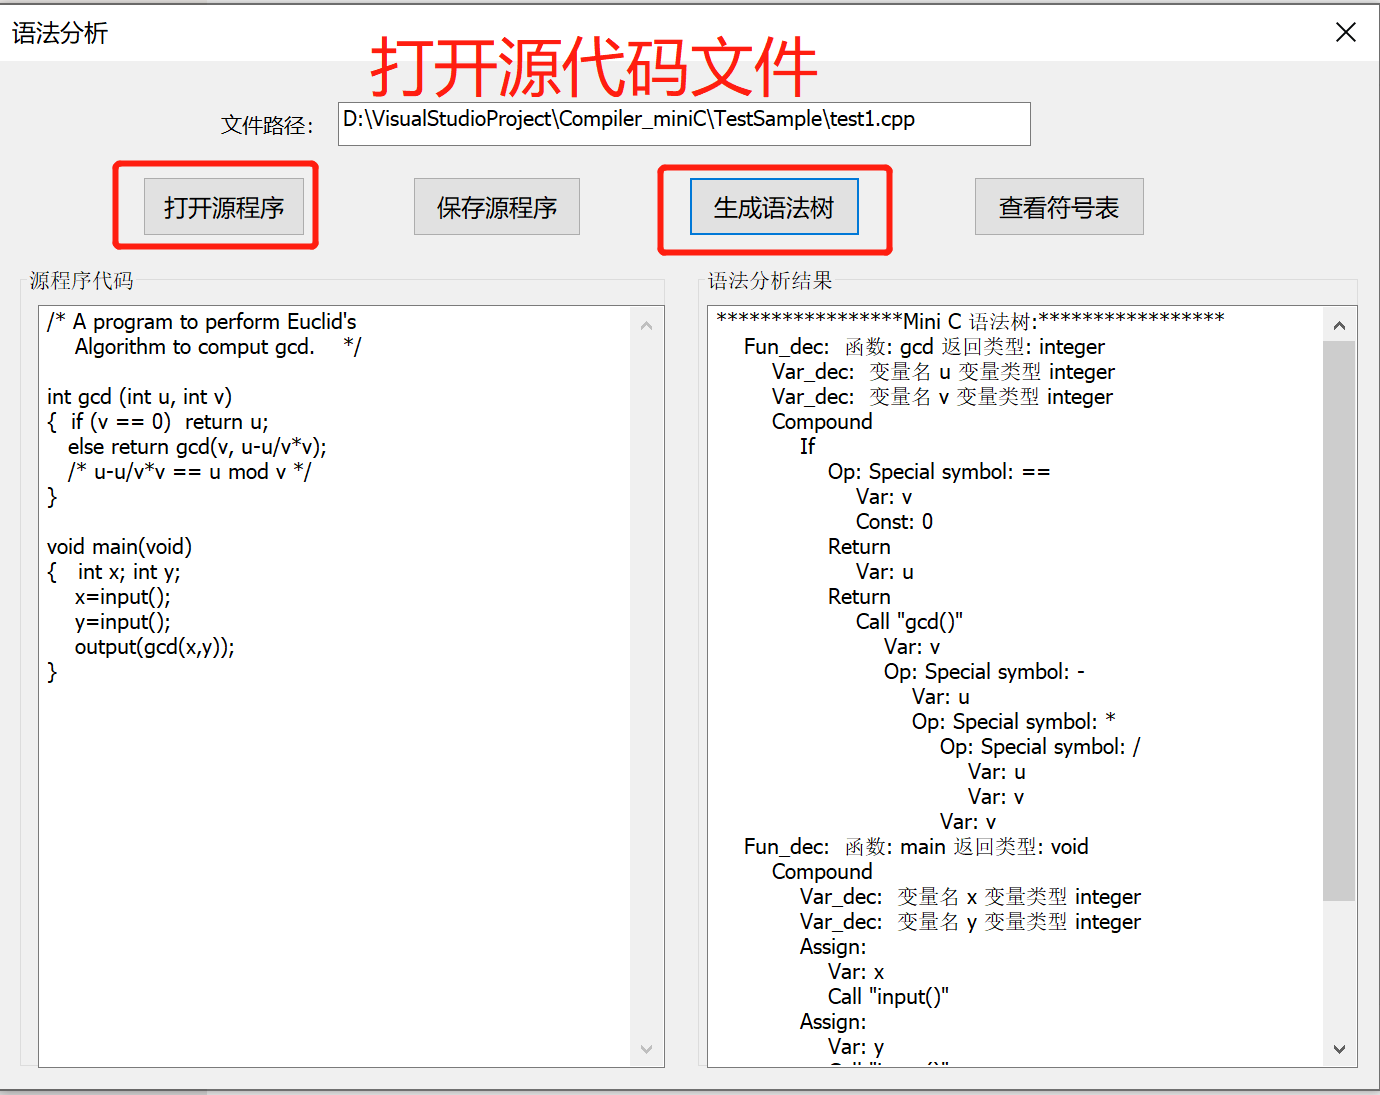 语法分析
打开源代码文件
文件路径: D:\VisualStudioProject\Compiler_miniC\TestSample\test1.cpp
打开源程序 保存源程序 生成语法树 查看符号表
源程序代码
/* A program to perform Euclid's
Algorithm to comput gcd. */
int gcd (int u, int v)
{ if (v == 0) return u;
else return gcd(v, u-u/v*v);
/* u-u/v*v == u mod v */
}
void main(void)
{ int x; int y;
x=input();
y=input();
output(gcd(x,y));
}
语法分析结果
*****************Mini C 语法树:*****************
Fun_dec: 函数: gcd 返回类型: integer
Var_dec: 变量名 u 变量类型 integer
Var_dec: 变量名 v 变量类型 integer
Compound
If
Op: Special symbol: ==
Var: v
Const: 0
Return
Var: u
Return
Call "gcd()"
Var: v
Op: Special symbol: -
Var: u
Op: Special symbol: *
Op: Special symbol: /
Var: u
Var: v
Var: v
Fun_dec: 函数: main 返回类型: void
Compound
Var_dec: 变量名 x 变量类型 integer
Var_dec: 变量名 y 变量类型 integer
Assign:
Var: x
Call "input()"
Assign:
Var: y